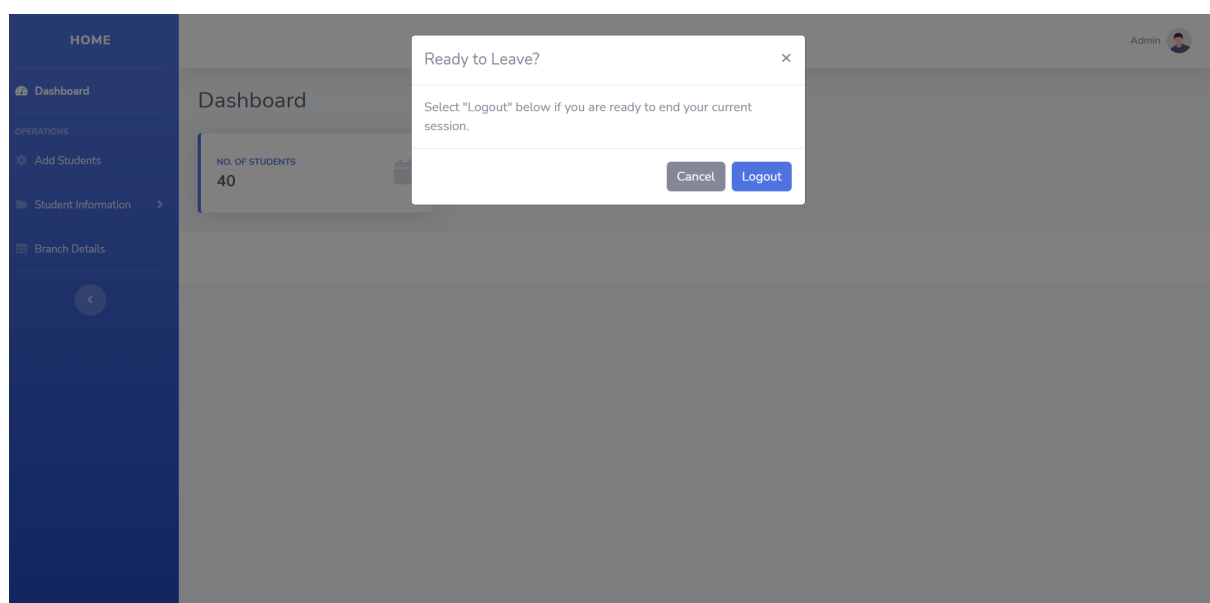 HOME
Admin
Dashboard
OPERATIONS
Add Students
Student Information
Branch Details
Dashboard
NO. OF STUDENTS
40
Ready to Leave?
×
Select "Logout" below if you are ready to end your current
session.
Cancel
Logout